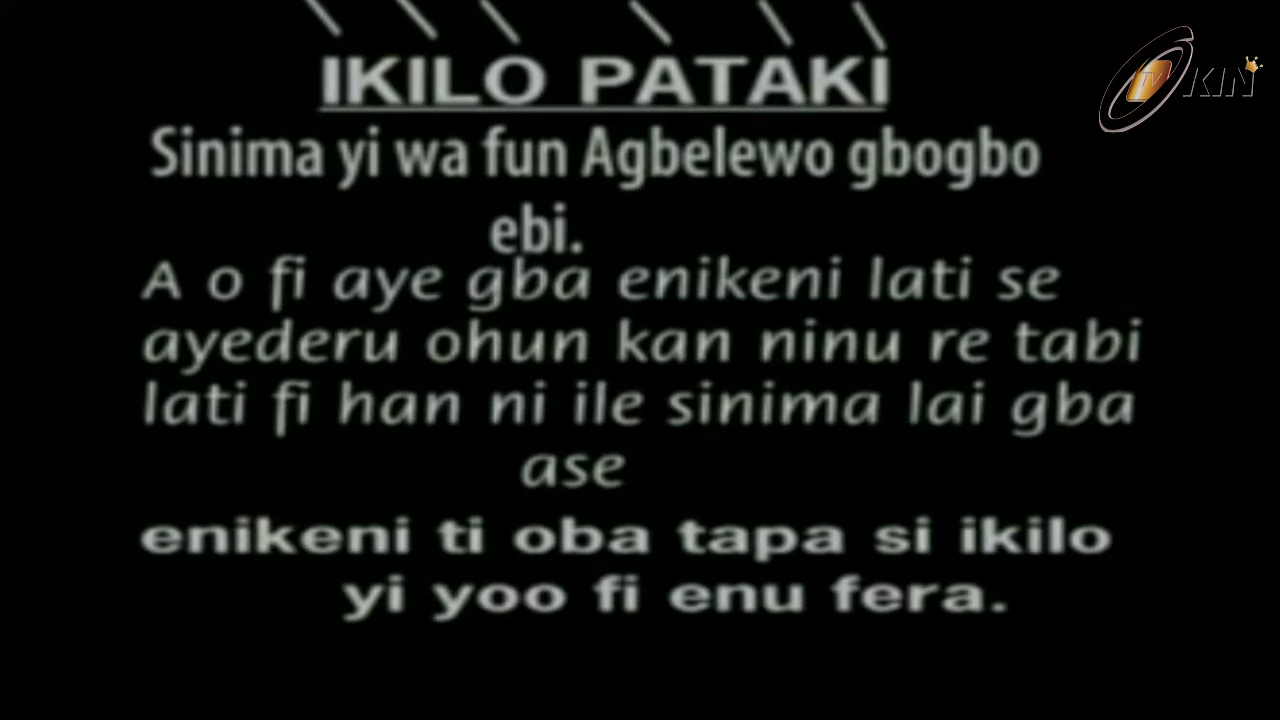 IKILO PATAKI
Sinima yi wa fun Agbelewo gbogbo
ebi.
A o fi aye gba enikeni lati se
ayederu ohun kan ninu re tabi
lati fi han ni ile sinima lai gba
ase
enikeni ti oba tapa si ikilo
yi yoo fi enu fera.
TV
KIN